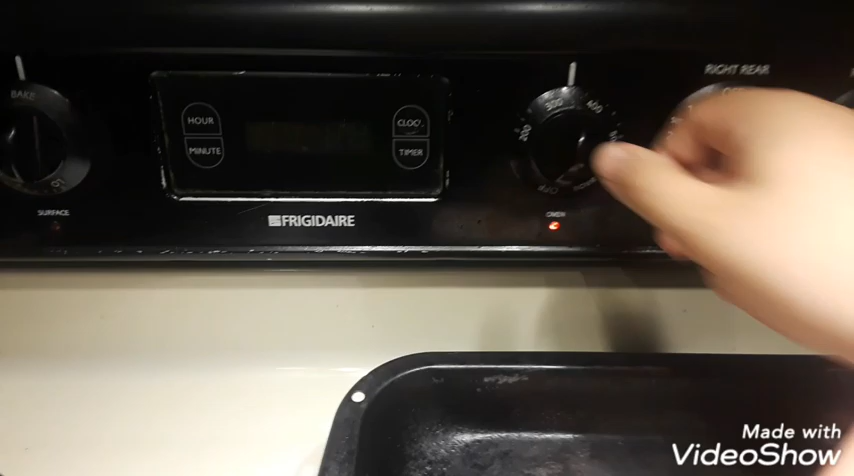 BAKE
HOUR
MINUTE
CLOCK
TIMER
200
300
400
RIGHT REAR
SURFACE
FRIGIDAIRE
OVEN
Made with
VideoShow